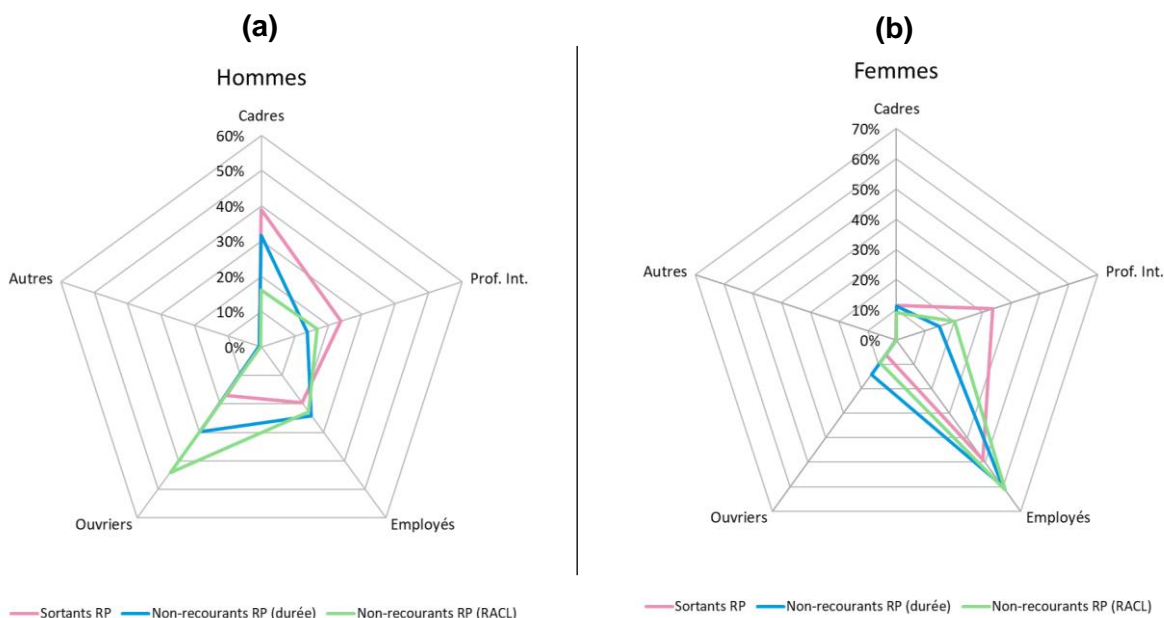 (a)
Hommes
Cadres
60%
50%
40%
30%
20%
10%
0%
Prof. Int.
Employés
Ouvriers
Autres
Sortants RP Non-recourants RP (durée) Non-recourants RP (RACL)
(b)
Femmes
Cadres
70%
60%
50%
40%
30%
20%
10%
0%
Prof. Int.
Employés
Ouvriers
Autres
Sortants RP Non-recourants RP (durée) Non-recourants RP (RACL)